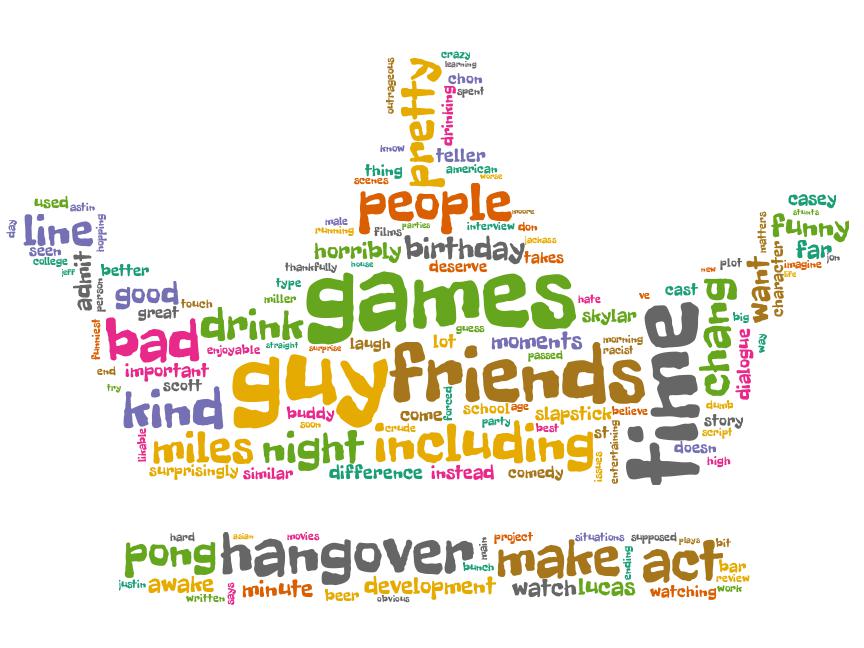 crazy
learning
outrageous
pretty
chon
spent
drinking
know
teller
thing
american
scenes
worse
people
moore
used
astin
day
line
hopping
seen
college
jeff
admit
person
better
male
running
films
parties
interview
don
horribly
birthday
jackass
takes
thankfully
house
deserve
casey
stunts
matters
funny
far
jon
imagine
life
plot
new
want
character
type
miller
games
hate
ve
cast
skylar
good
touch
great
drink
guess
big
way
chang
dialogue
time
funniest
bad
enjoyable
straight
surprise
laugh
lot
moments
passed
morning
racist
end
important
try
scott
guy
friends
kind
buddy
soon
come
crude
forced
school
age
party
best
slapstick
believe
dumb
story
script
likable
miles
night
including
st
issues
entertaining
doesn
high
surprisingly
similar
difference
instead
comedy
hard
asian
movies
pong
hangover
main
bunch
project
make
situations
supposed
plays
bit
ending
act
bar
review
work
justin
awake
written
says
minute
beer
development
obvious
watch
lucas
watching